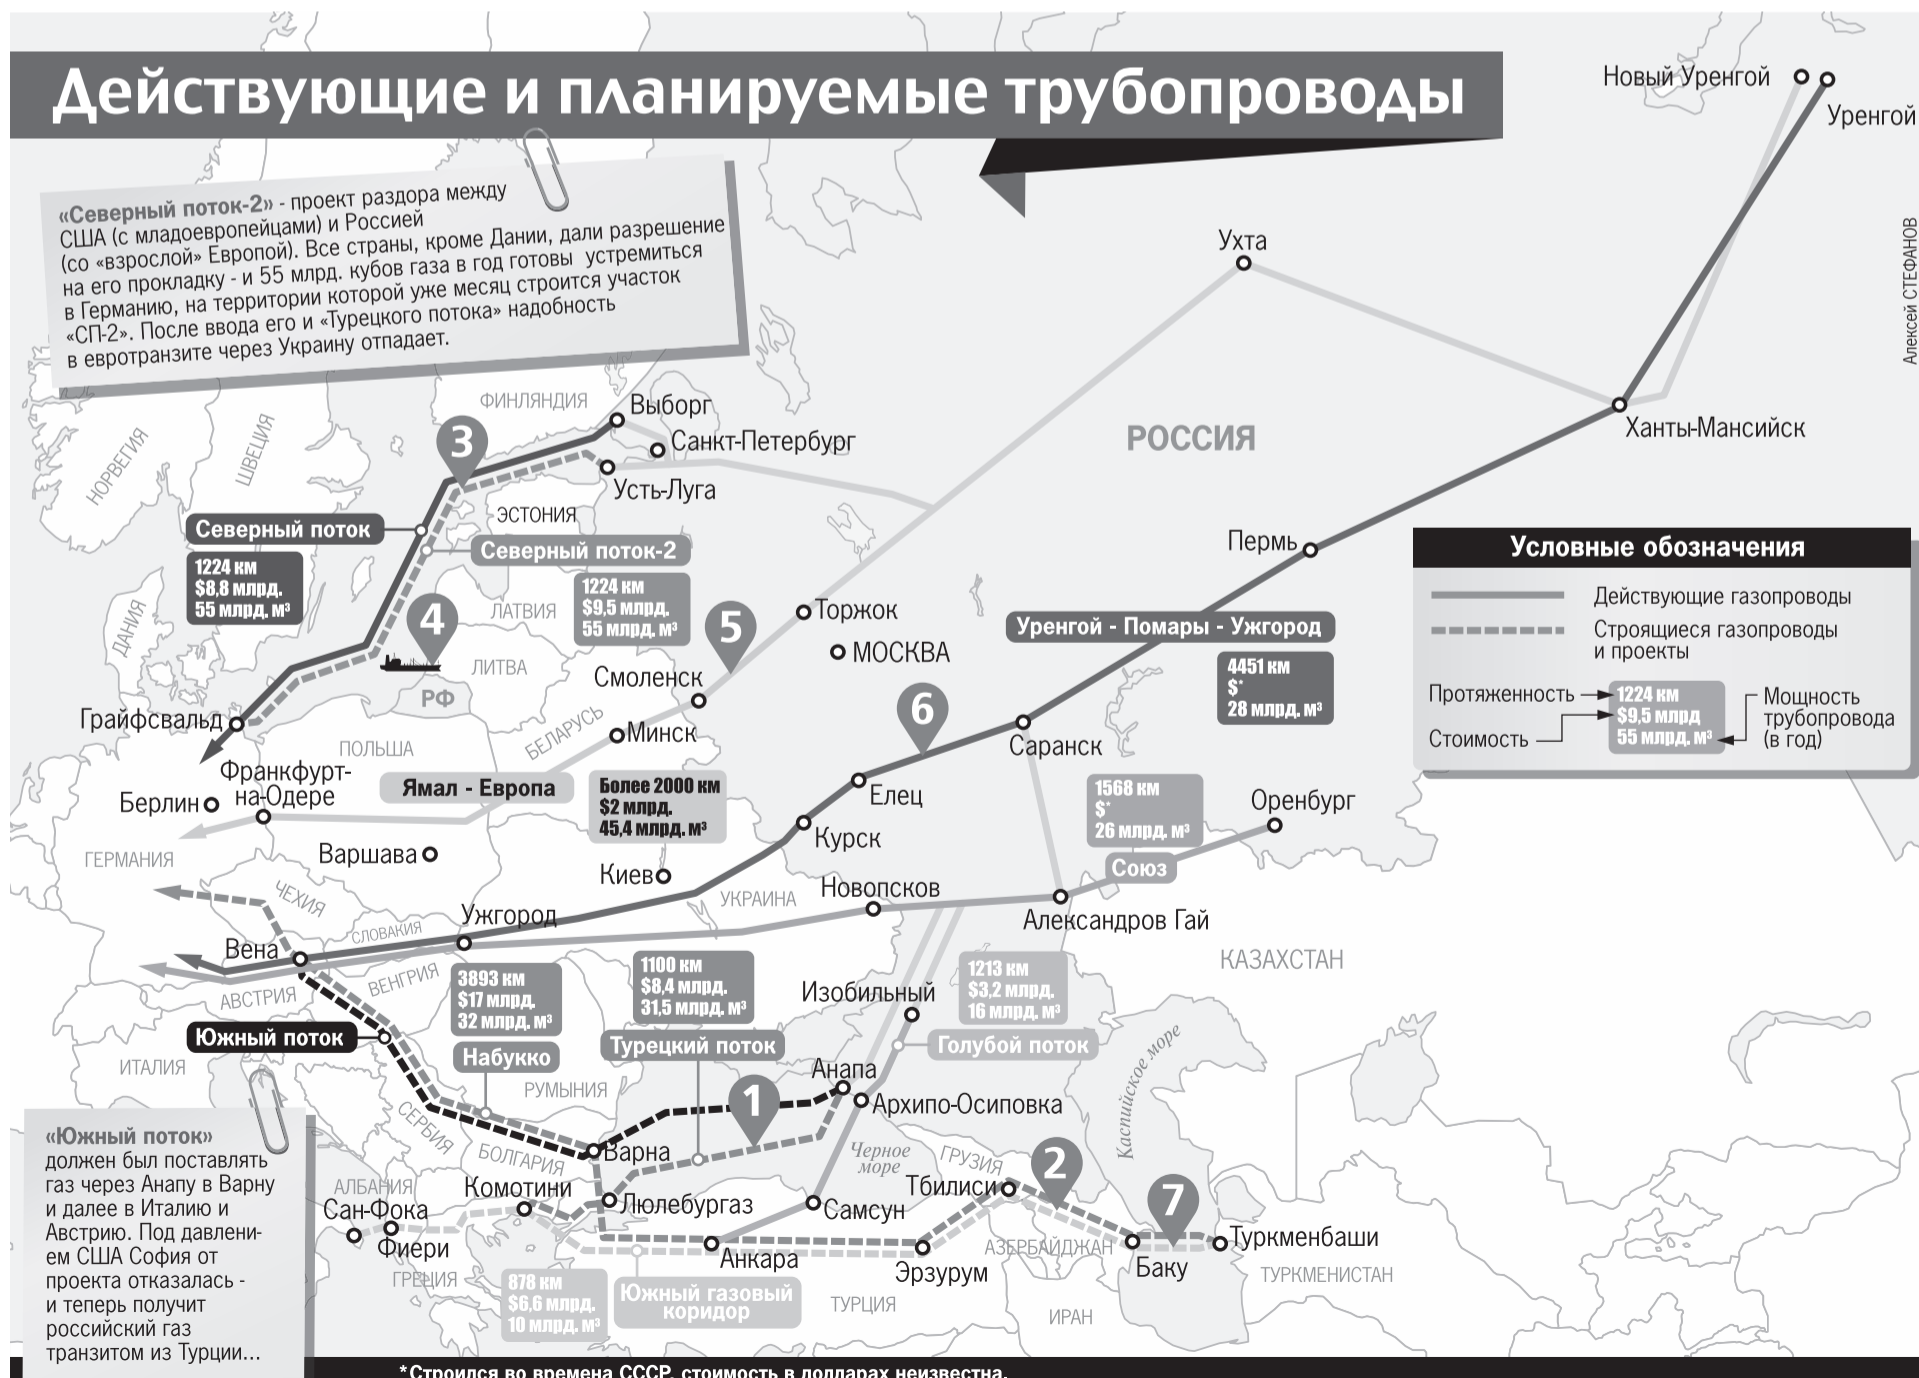 Действующие и планируемые трубопроводы
Новый Уренгой
Уренгой
Алексей СТЕФАНОВ
«Северный поток-2» - проект раздора между
США (с младоевропейцами) и Россией
(со «взрослой» Европой). Все страны, кроме Дании, дали разрешение
на его прокладку - и 55 млрд. кубов газа в год готовы устремиться
в Германию, на территории которой уже месяц строится участок
«СП-2». После ввода его и «Турецкого потока» надобность
в евротранзите через Украину отпадает.
Ухта
ФИНЛЯНДИЯ
Выборг
Санкт-Петербург
РОССИЯ
Ханты-Мансийск
НОРВЕГИЯ
ШВЕЦИЯ
3
Усть-Луга
ЭСТОНИЯ
Северный поток
1224 км
$8,8 млрд.
55 млрд. м³
Северный поток-2
1224 км
$9,5 млрд.
55 млрд. м³
Пермь
Условные обозначения
Действующие газопроводы
Строящиеся газопроводы
и проекты
Протяженность
Стоимость
1224 км
$9,5 млрд
55 млрд. м³
Мощность
трубопровода
(в год)
ДАНИЯ
ЛАТВИЯ
4
5
Торжок
МОСКВА
Уренгой - Помары - Ужгород
4451 км
$*
28 млрд. м³
ЛИТВА
РФ
Смоленск
6
Грайфсвальд
ПОЛЬША
БЕЛАРУСЬ
Минск
Саранск
Франкфурт-
на-Одере
Берлин
Ямал - Европа
Более 2000 км
$2 млрд.
45,4 млрд. м³
Елец
Курск
1568 км
$*
26 млрд. м³
Союз
Оренбург
ГЕРМАНИЯ
Варшава
Киев
ЧЕХИЯ
УКРАИНА
Новопсков
Александров Гай
Ужгород
СЛОВАКИЯ
Вена
КАЗАХСТАН
АВСТРИЯ
ВЕНГРИЯ
3893 км
$17 млрд.
32 млрд. м³
Набукко
1100 км
$8,4 млрд.
31,5 млрд. м³
Турецкий поток
Изобильный
1213 км
$3,2 млрд.
16 млрд. м³
Голубой поток
Южный поток
ИТАЛИЯ
РУМЫНИЯ
Анапа
Архипо-Осиповка
Каспийское море
1
СЕРБИЯ
БОЛГАРИЯ
Варна
Черное
море
ГРУЗИЯ
2
«Южный поток»
должен был поставлять
газ через Анапу в Варну
и далее в Италию и
Австрию. Под давлени-
ем США София от
проекта отказалась -
и теперь получит
российский газ
транзитом из Турции...
АЛБАНИЯ
Комотини
Люлебургаз
Самсун
Тбилиси
7
Сан-Фока
Фиери
ГРЕЦИЯ
Анкара
Эрзурум
АЗЕРБАЙДЖАН
Баку
Туркменбаши
ТУРКМЕНИСТАН
878 км
$6,6 млрд.
10 млрд. м³
Южный газовый
коридор
ТУРЦИЯ
ИРАН
*Строился во времена СССР, стоимость в долларах неизвестна.